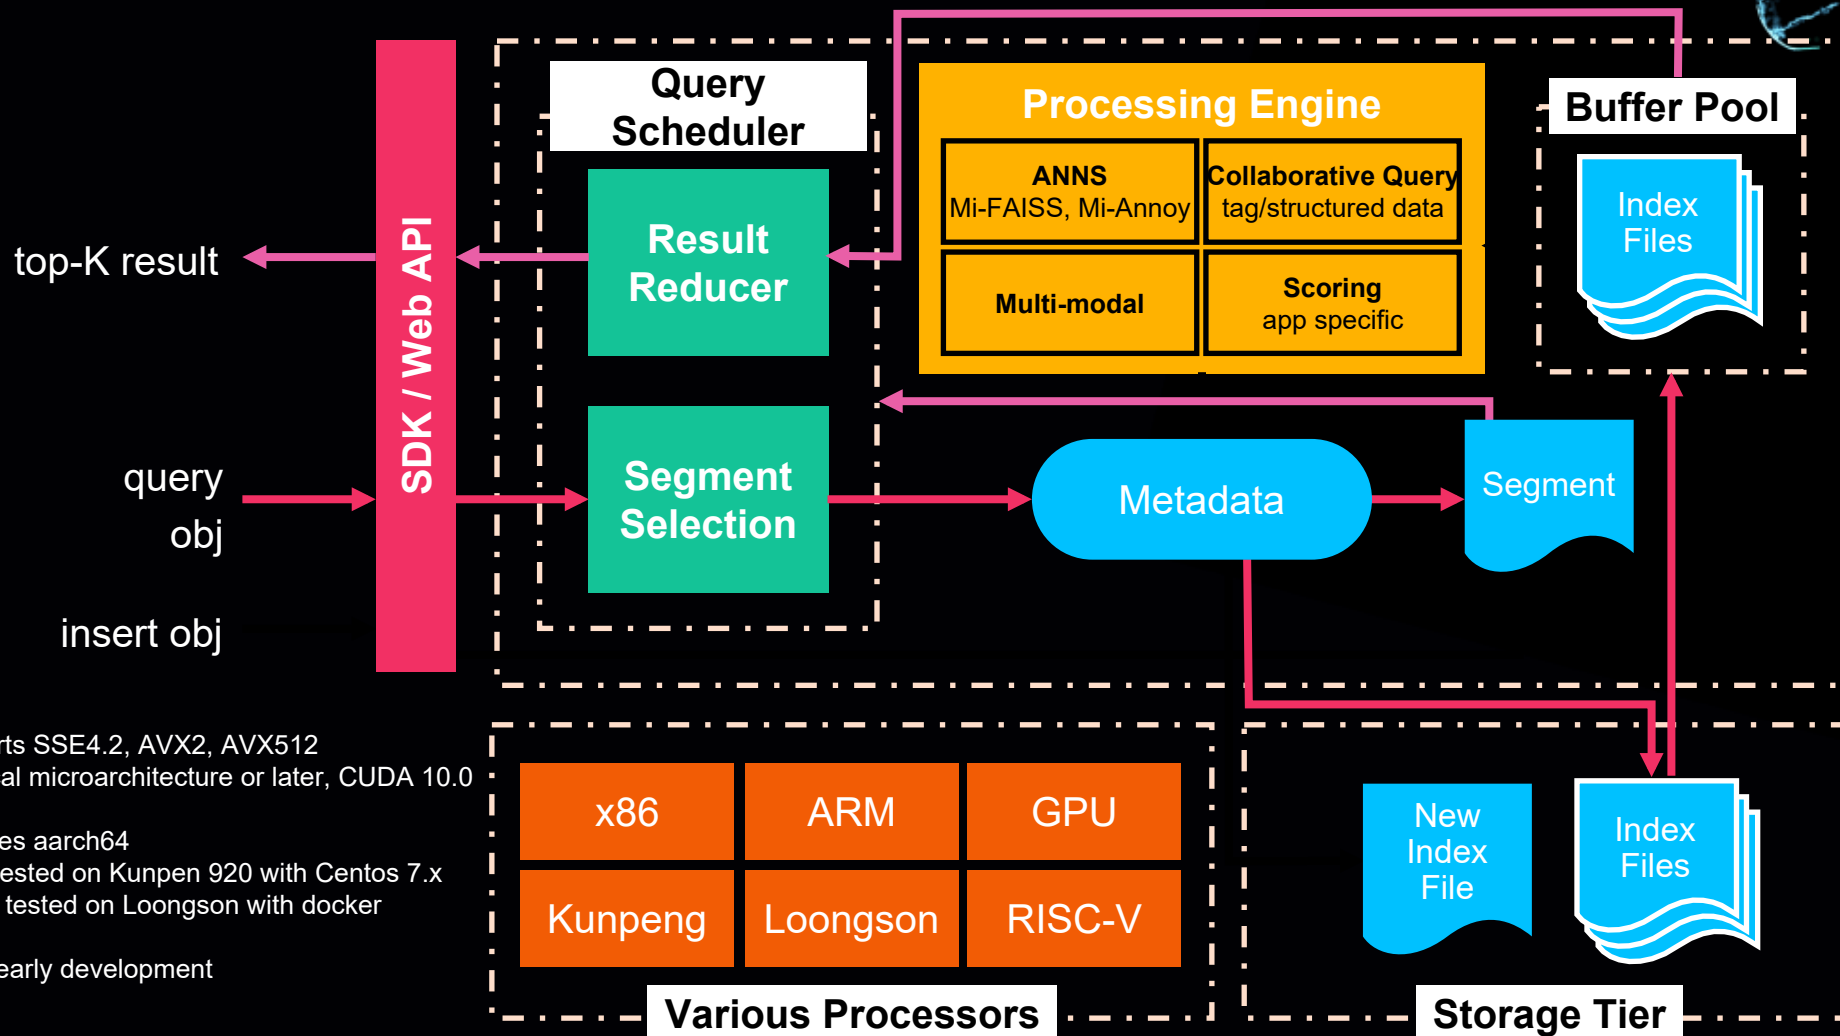 Query
Scheduler
Processing Engine
Buffer Pool
ANNS
Mi-FAISS, Mi-Annoy
Collaborative Query
tag/structured data
Multi-modal
Scoring
app specific
Index
Files
top-K result
SDK / Web API
Result
Reducer
query
obj
Segment
Selection
Metadata
Segment
insert obj
rts SSE4.2, AVX2, AVX512
al microarchitecture or later, CUDA 10.0
es aarch64
ested on Kunpen 920 with Centos 7.x
tested on Loongson with docker
early development
x86
ARM
GPU
Kunpeng
Loongson
RISC-V
Various Processors
New
Index
File
Index
Files
Storage Tier